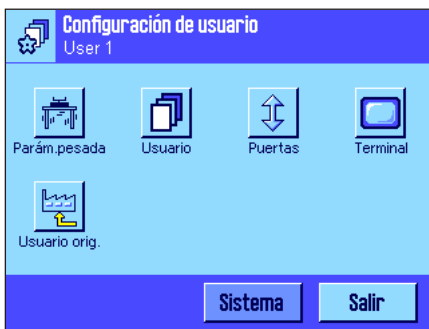 Configuración de usuario
User 1
Parám.pesada Usuario Puertas Terminal
Usuario orig.
Sistema Salir